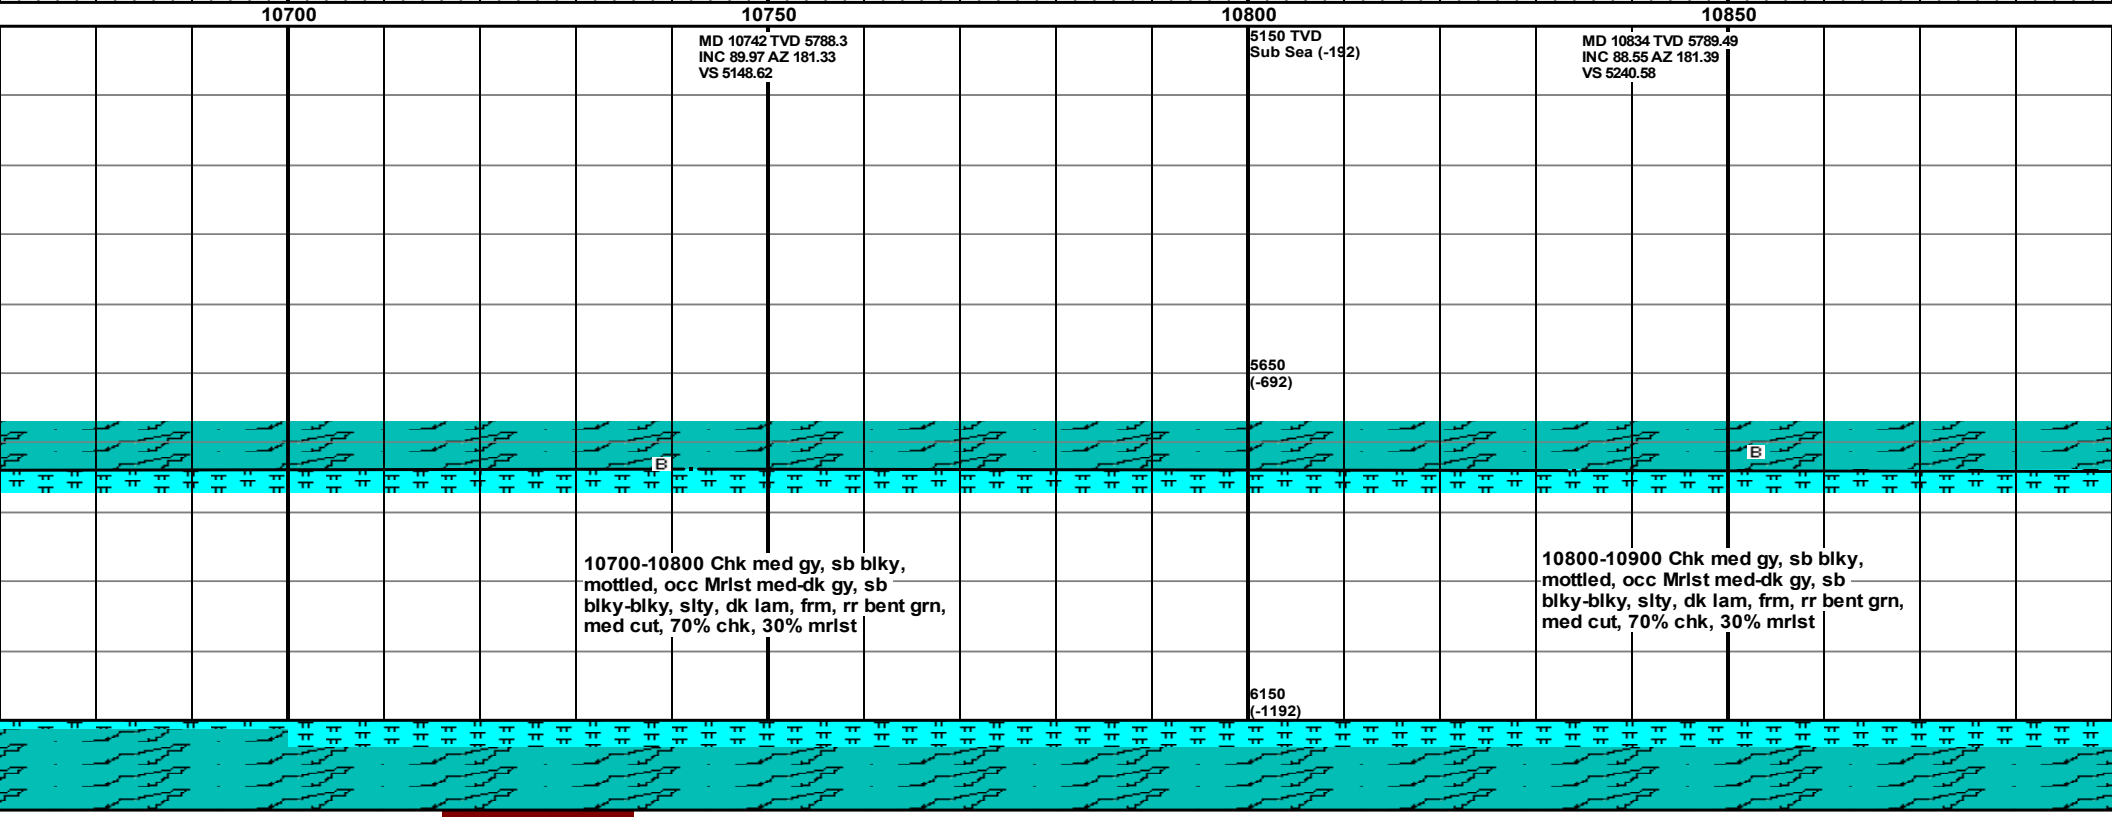 10700 10750 10800 10850
MD 10742 TVD 5788.3
INC 89.97 AZ 181.33
VS 5148.62
5150 TVD
Sub Sea (-192)
MD 10834 TVD 5789.49
INC 88.55 AZ 181.39
VS 5240.58
5650
(-692)
B
B
10700-10800 Chk med gy, sb blky,
mottled, occ Mrlst med-dk gy, sb
blky-blky, slty, dk lam, frm, rr bent grn,
med cut, 70% chk, 30% mrlst
10800-10900 Chk med gy, sb blky,
mottled, occ Mrlst med-dk gy, sb
blky-blky, slty, dk lam, frm, rr bent grn,
med cut, 70% chk, 30% mrlst
6150
(-1192)